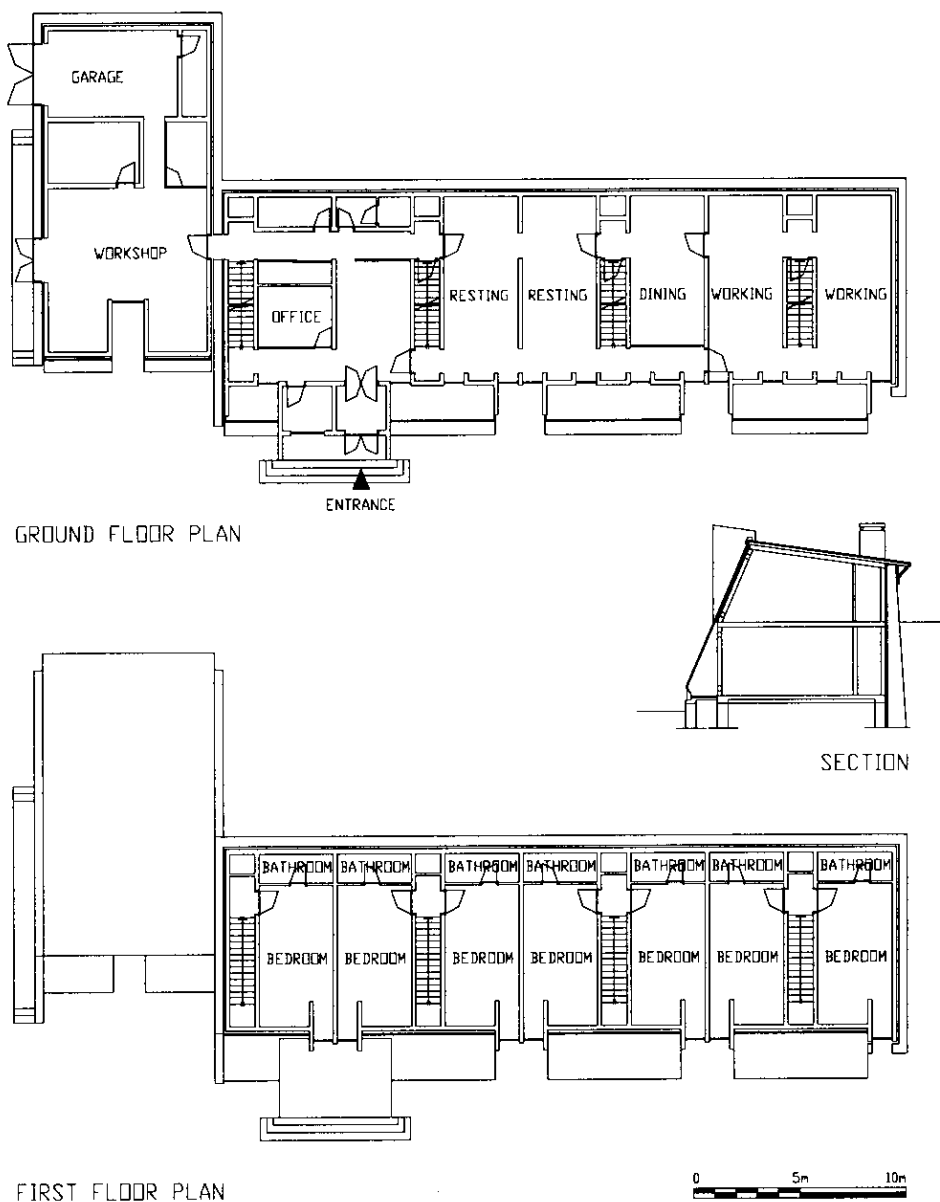 GARAGE
WORKSHOP
OFFICE
RESTING RESTING DINING WORKING WORKING
ENTRANCE
GROUND FLOOR PLAN
SECTION
BATHROOM BATHROOM BATHROOM BATHROOM BATHROOM BATHROOM BATHROOM
BEDROOM BEDROOM BEDROOM BEDROOM BEDROOM BEDROOM BEDROOM
FIRST FLOOR PLAN
0 5m 10m